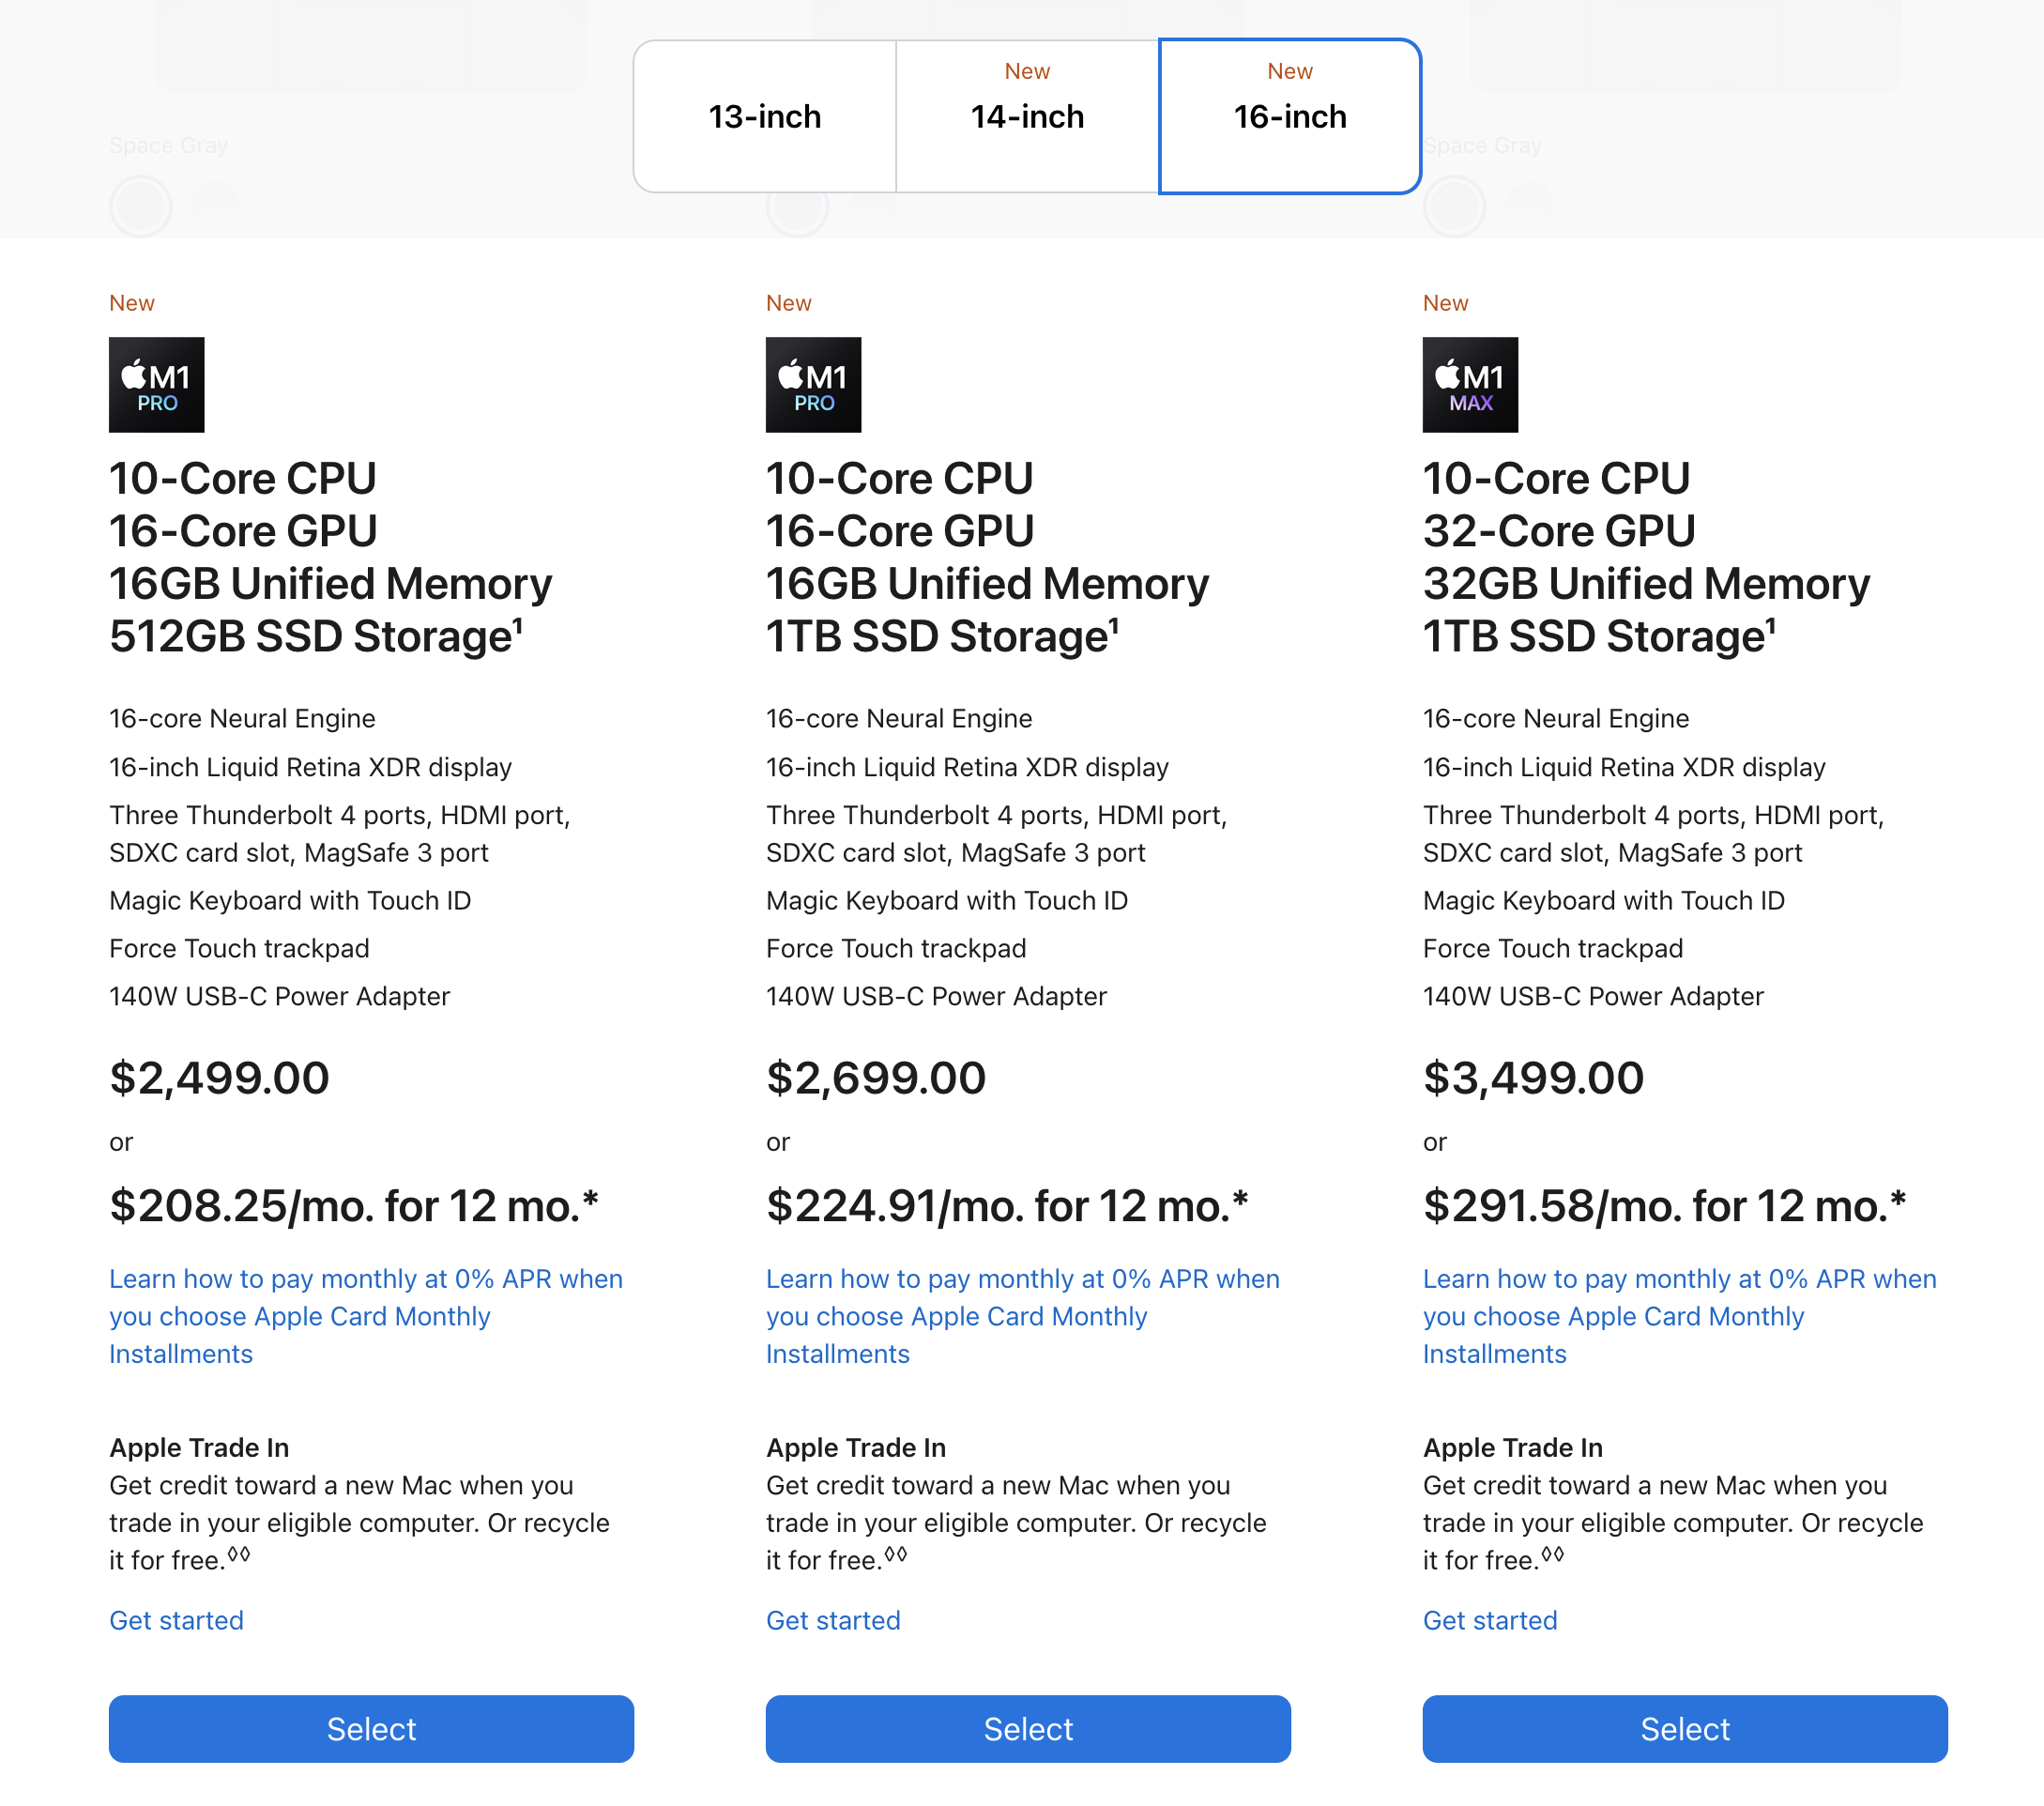 13-inch
New
14-inch
New
16-inch
Space Gray
Space Gray
New
M1
PRO
10-Core CPU
16-Core GPU
16GB Unified Memory
512GB SSD Storage¹
16-core Neural Engine
16-inch Liquid Retina XDR display
Three Thunderbolt 4 ports, HDMI port,
SDXC card slot, MagSafe 3 port
Magic Keyboard with Touch ID
Force Touch trackpad
140W USB-C Power Adapter
$2,499.00
or
$208.25/mo. for 12 mo.*
Learn how to pay monthly at 0% APR when
you choose Apple Card Monthly
Installments
Apple Trade In
Get credit toward a new Mac when you
trade in your eligible computer. Or recycle
it for free.◊◊
Get started
Select
New
M1
PRO
10-Core CPU
16-Core GPU
16GB Unified Memory
1TB SSD Storage¹
16-core Neural Engine
16-inch Liquid Retina XDR display
Three Thunderbolt 4 ports, HDMI port,
SDXC card slot, MagSafe 3 port
Magic Keyboard with Touch ID
Force Touch trackpad
140W USB-C Power Adapter
$2,699.00
or
$224.91/mo. for 12 mo.*
Learn how to pay monthly at 0% APR when
you choose Apple Card Monthly
Installments
Apple Trade In
Get credit toward a new Mac when you
trade in your eligible computer. Or recycle
it for free.◊◊
Get started
Select
New
M1
MAX
10-Core CPU
32-Core GPU
32GB Unified Memory
1TB SSD Storage¹
16-core Neural Engine
16-inch Liquid Retina XDR display
Three Thunderbolt 4 ports, HDMI port,
SDXC card slot, MagSafe 3 port
Magic Keyboard with Touch ID
Force Touch trackpad
140W USB-C Power Adapter
$3,499.00
or
$291.58/mo. for 12 mo.*
Learn how to pay monthly at 0% APR when
you choose Apple Card Monthly
Installments
Apple Trade In
Get credit toward a new Mac when you
trade in your eligible computer. Or recycle
it for free.◊◊
Get started
Select